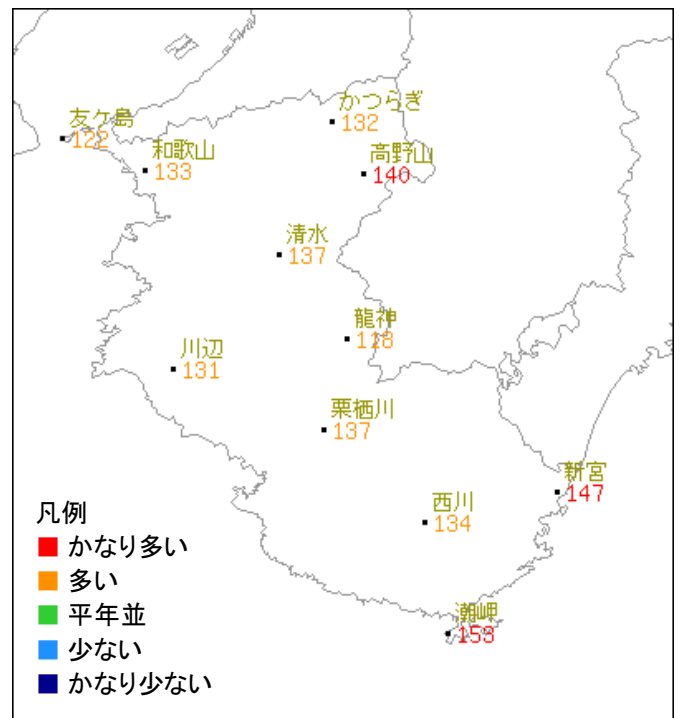 友ケ島
122
和歌山
133
かつらぎ
132
高野山
140
清水
137
龍神
118
川辺
131
栗栖川
137
新宮
147
西川
134
潮岬
153
凡例
かなり多い
多い
平年並
少ない
かなり少ない